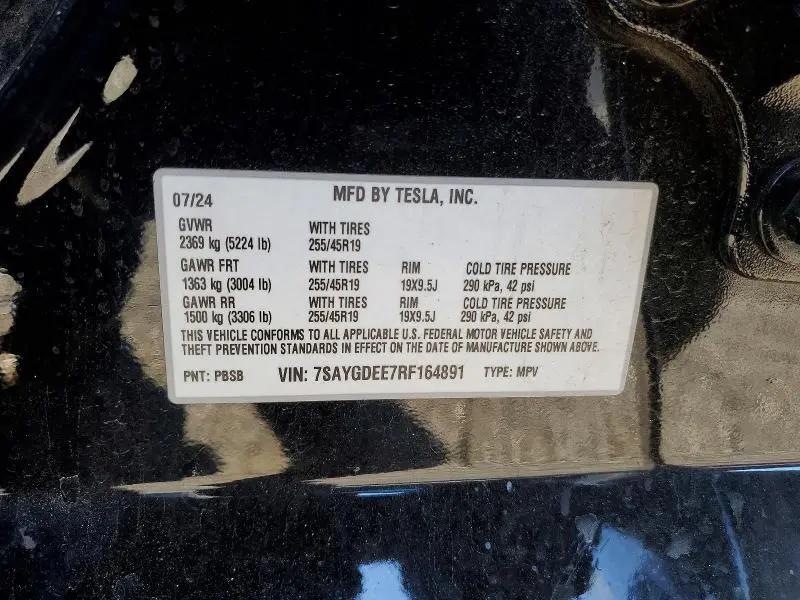 07/24 MFD BY TESLA, INC.
GVWR WITH TIRES
2369 kg (5224 lb) 255/45R19
GAWR FRT WITH TIRES RIM COLD TIRE PRESSURE
1363 kg (3004 lb) 255/45R19 19X9.5J 290 kPa, 42 psi
GAWR RR WITH TIRES RIM COLD TIRE PRESSURE
1500 kg (3306 lb) 255/45R19 19X9.5J 290 kPa, 42 psi
THIS VEHICLE CONFORMS TO ALL APPLICABLE U.S. FEDERAL MOTOR VEHICLE SAFETY AND
THEFT PREVENTION STANDARDS IN EFFECT ON THE DATE OF MANUFACTURE SHOWN ABOVE.
PNT: PBSB VIN: 7SAYGDEE7RF164891 TYPE: MPV